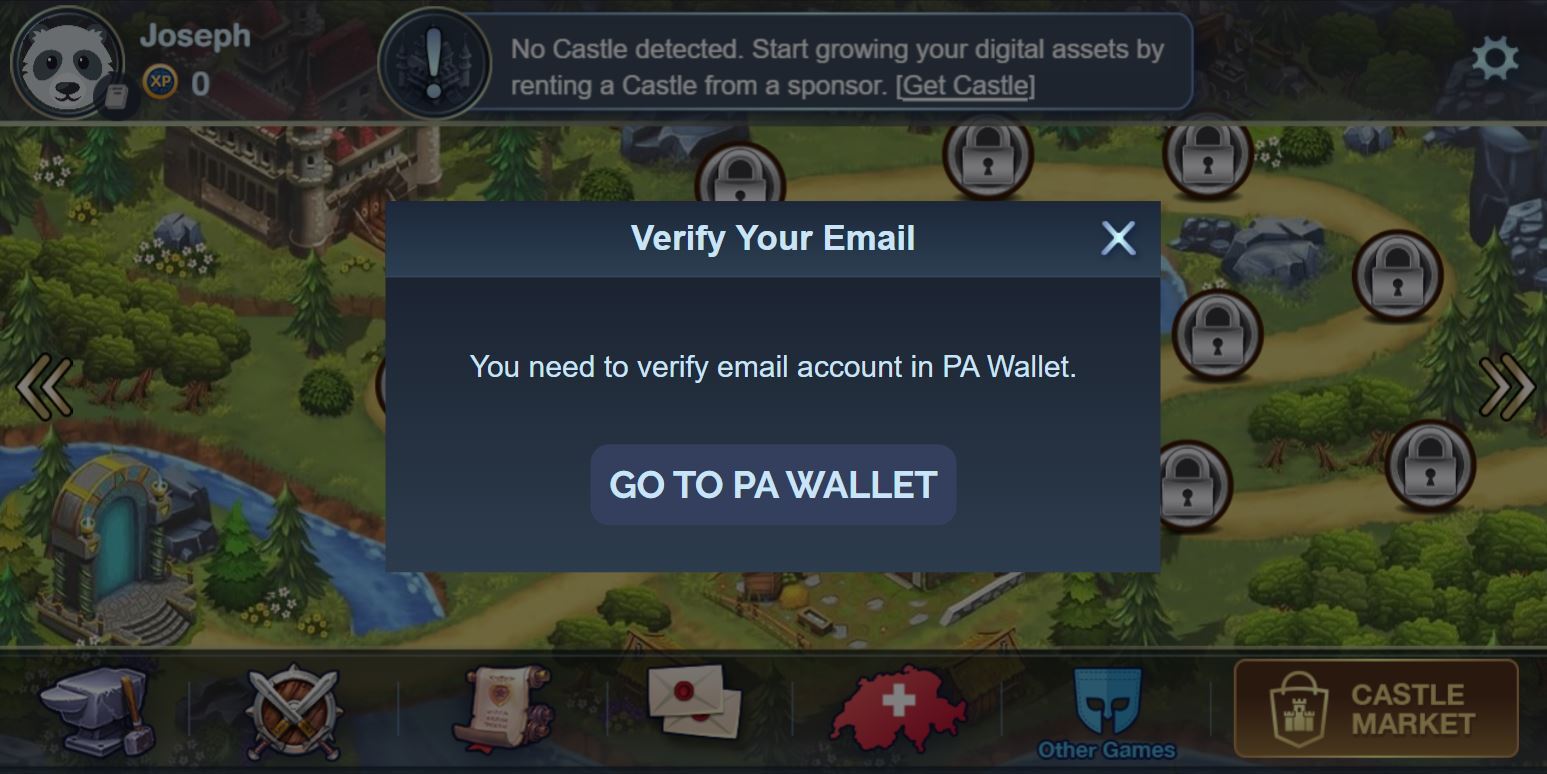 Joseph
XP 0
No Castle detected. Start growing your digital assets by
renting a Castle from a sponsor. [Get Castle]
Verify Your Email
You need to verify email account in PA Wallet.
GO TO PA WALLET
Other Games
CASTLE
MARKET